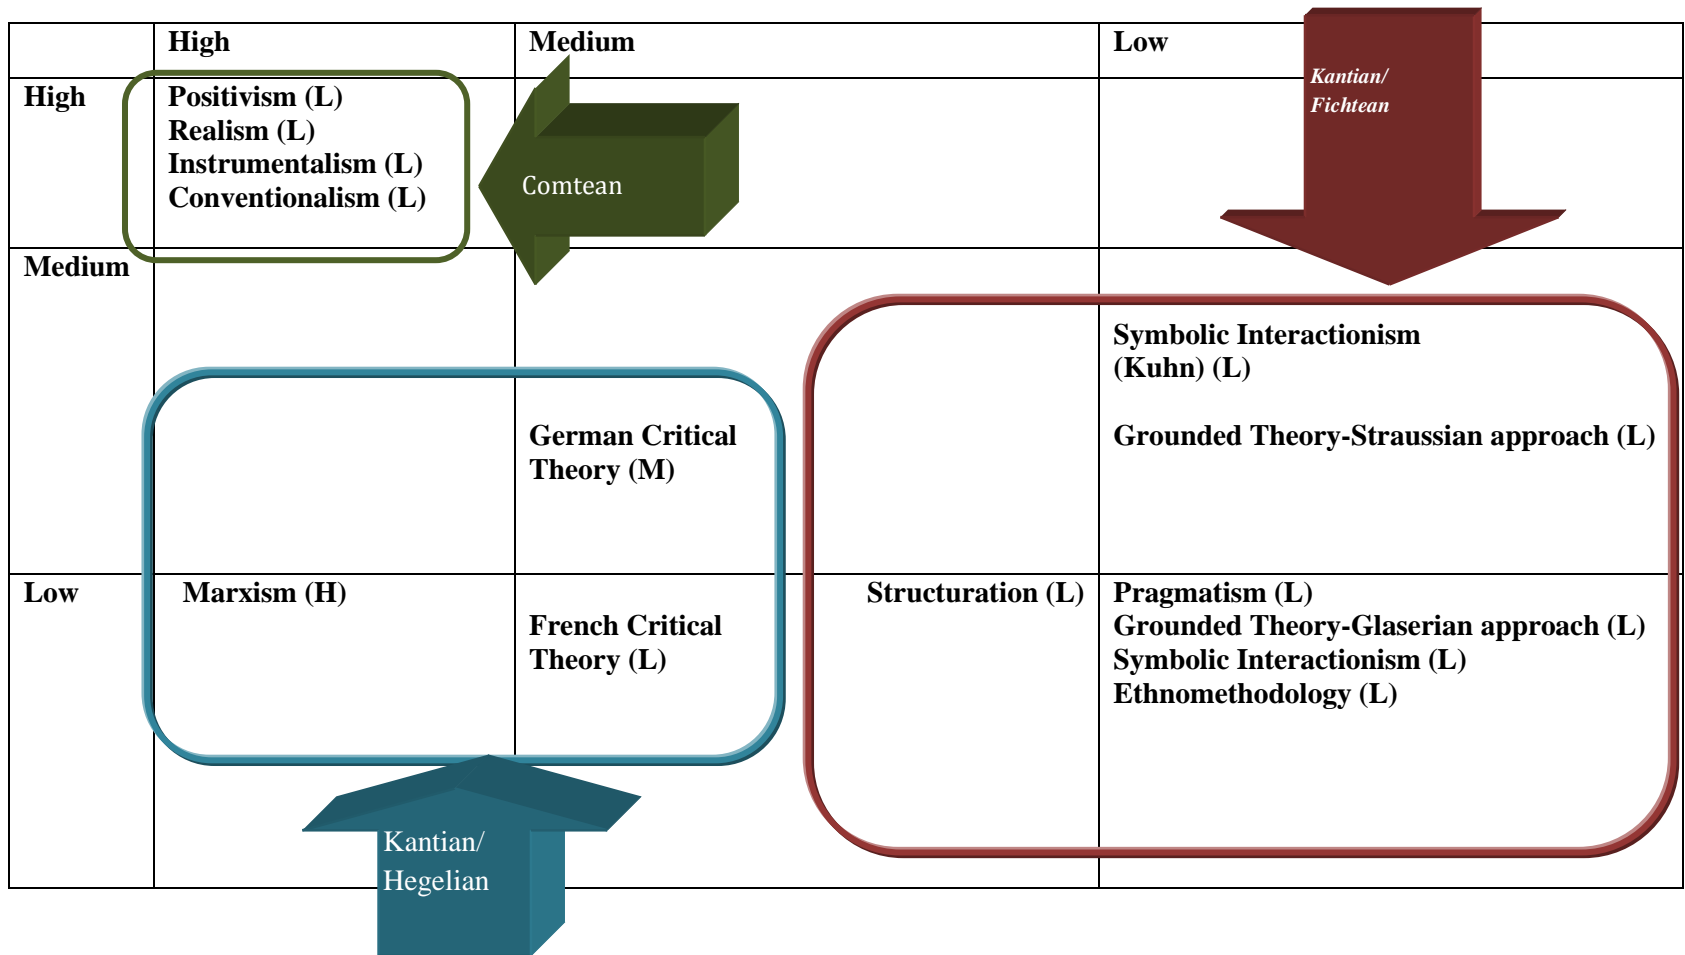 High
Medium
Low
Kantian/
Fichtean
High
Positivism (L)
Realism (L)
Instrumentalism (L)
Conventionalism (L)
Comtean
Medium
Symbolic Interactionism
(Kuhn) (L)
German Critical
Theory (M)
Grounded Theory-Straussian approach (L)
Low
Marxism (H)
French Critical
Theory (L)
Structuration (L)
Pragmatism (L)
Grounded Theory-Glaserian approach (L)
Symbolic Interactionism (L)
Ethnomethodology (L)
Kantian/
Hegelian